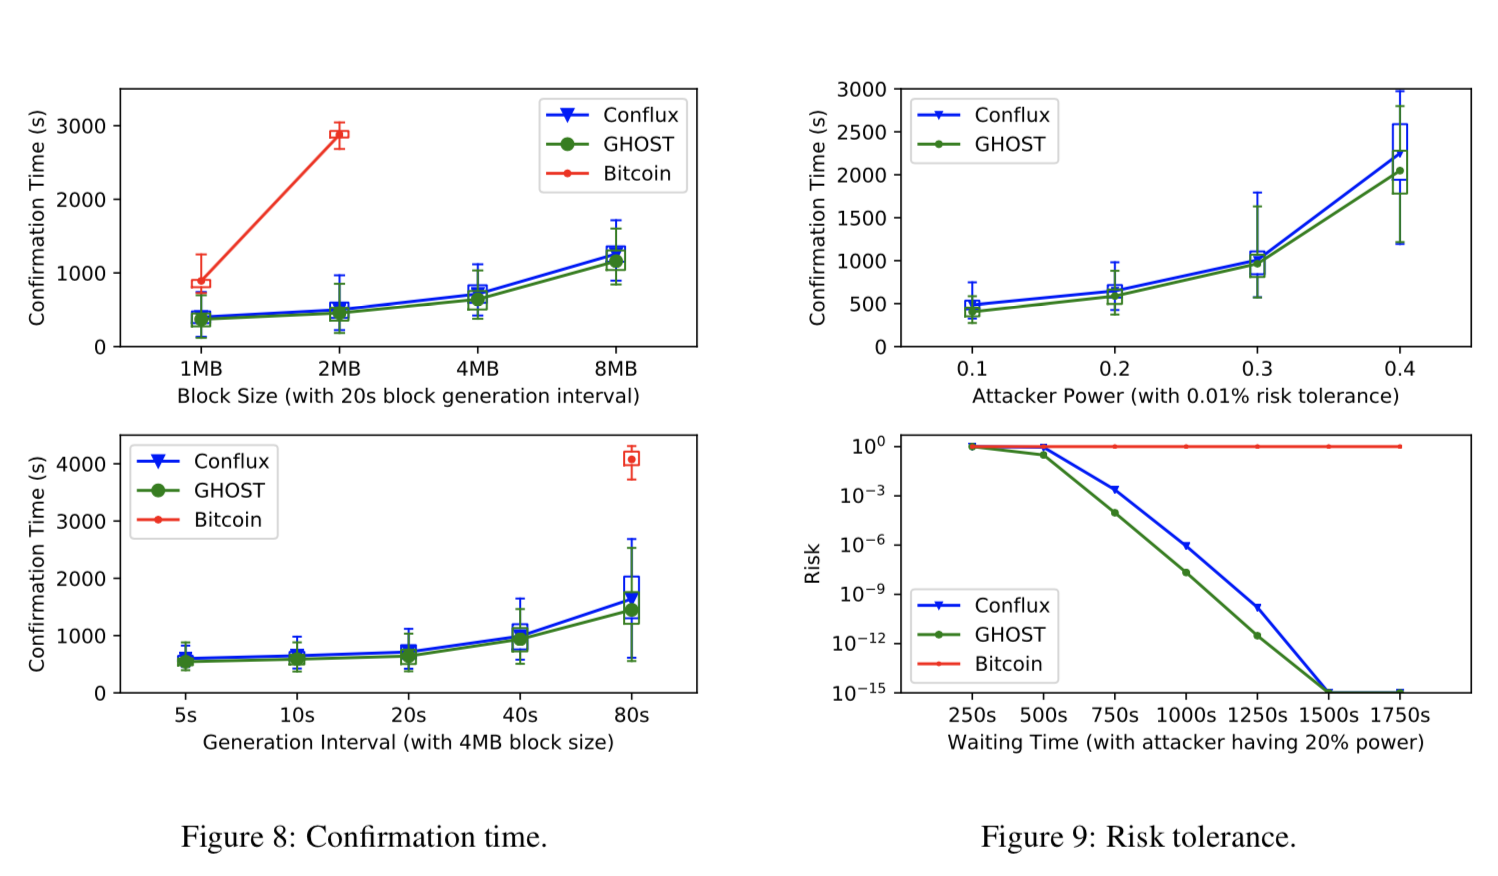 Confirmation Time (s)
3000
2000
1000
0
Conflux
GHOST
Bitcoin
1MB 2MB 4MB 8MB
Block Size (with 20s block generation interval)
Confirmation Time (s)
4000
3000
2000
1000
0
Conflux
GHOST
Bitcoin
5s 10s 20s 40s 80s
Generation Interval (with 4MB block size)
Figure 8: Confirmation time.
Confirmation Time (s)
3000
2500
2000
1500
1000
500
0
Conflux
GHOST
0.1 0.2 0.3 0.4
Attacker Power (with 0.01% risk tolerance)
Risk
10⁰
10⁻³
10⁻⁶
10⁻⁹
10⁻¹²
10⁻¹⁵
Conflux
GHOST
Bitcoin
250s 500s 750s 1000s 1250s 1500s 1750s
Waiting Time (with attacker having 20% power)
Figure 9: Risk tolerance.